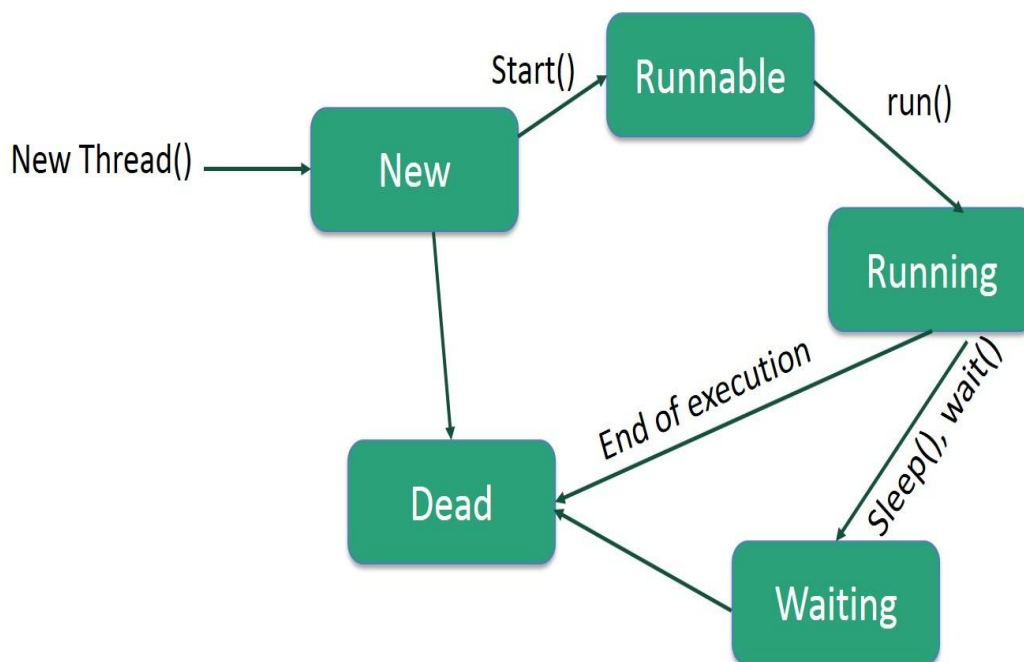 Start()
Runnable
run()
New Thread()
New
Running
End of execution
Sleep(), wait()
Dead
Waiting